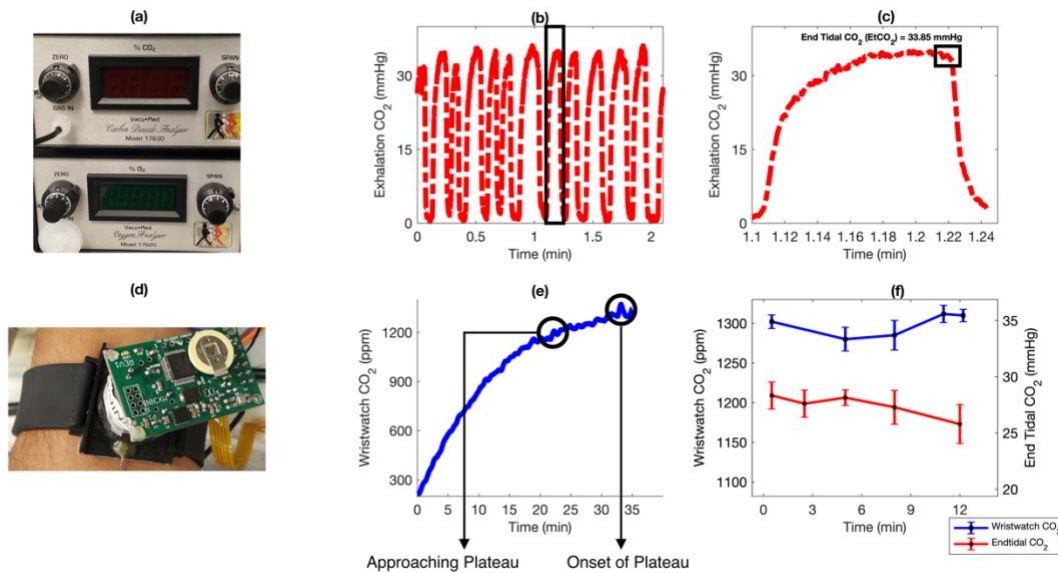 (a)
% CO₂
ZERO
SPAN
GAS IN
Vacu•Med
Carbon Dioxide Analyzer
Model 17630
% O₂
ZERO
SPAN
IN
Vacu•Med
Oxygen Analyzer
Model 17620
(b)
Exhalation CO₂ (mmHg)
30
15
0
0 0.5 1 1.5 2
Time (min)
(c)
End Tidal CO₂ (EtCO₂) = 33.85 mmHg
Exhalation CO₂ (mmHg)
30
15
0
1.1 1.12 1.14 1.16 1.18 1.2 1.22 1.24
Time (min)
(d)
REV1
(e)
Wristwatch CO₂ (ppm)
1200
900
600
300
0 5 10 15 20 25 30 35
Time (min)
Approaching Plateau
Onset of Plateau
(f)
Wristwatch CO₂ (ppm)
1300
1250
1200
1150
1100
35
30
25
20
End Tidal CO₂ (mmHg)
0 3 6 9 12
Time (min)
Wristwatch CO₂
Endtidal CO₂